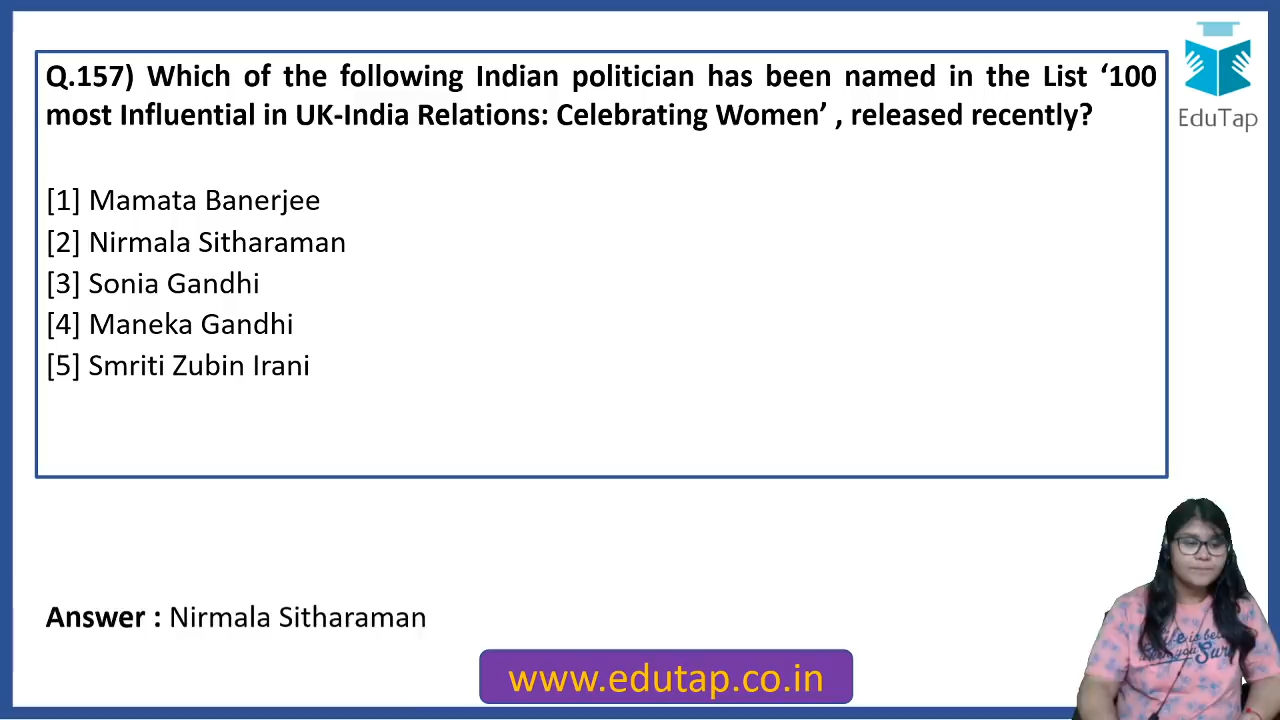 Q.157) Which of the following Indian politician has been named in the List ‘100
most Influential in UK-India Relations: Celebrating Women’ , released recently?
EduTap
[1] Mamata Banerjee
[2] Nirmala Sitharaman
[3] Sonia Gandhi
[4] Maneka Gandhi
[5] Smriti Zubin Irani
Answer : Nirmala Sitharaman
www.edutap.co.in